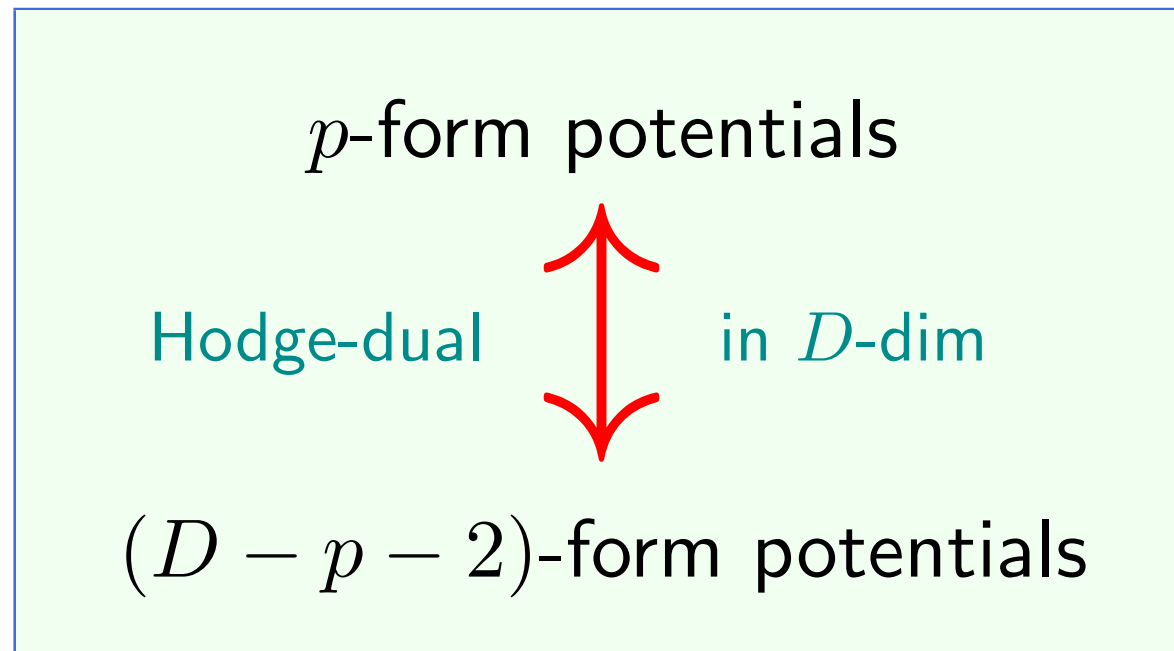 p-form potentials
Hodge-dual in D-dim
(D − p − 2)-form potentials